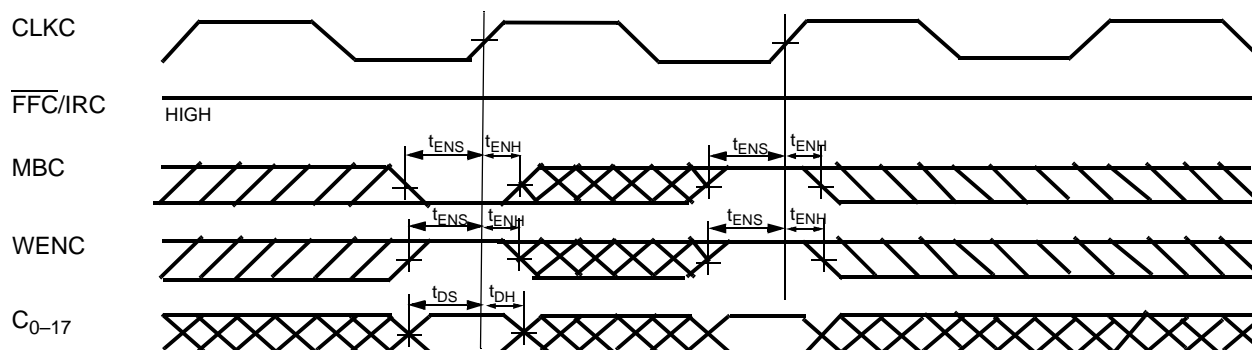 CLKC
FFC/IRC
HIGH
tENS tENH tENS tENH
MBC
tENS tENH tENS tENH
WENC
tDS tDH
C0–17